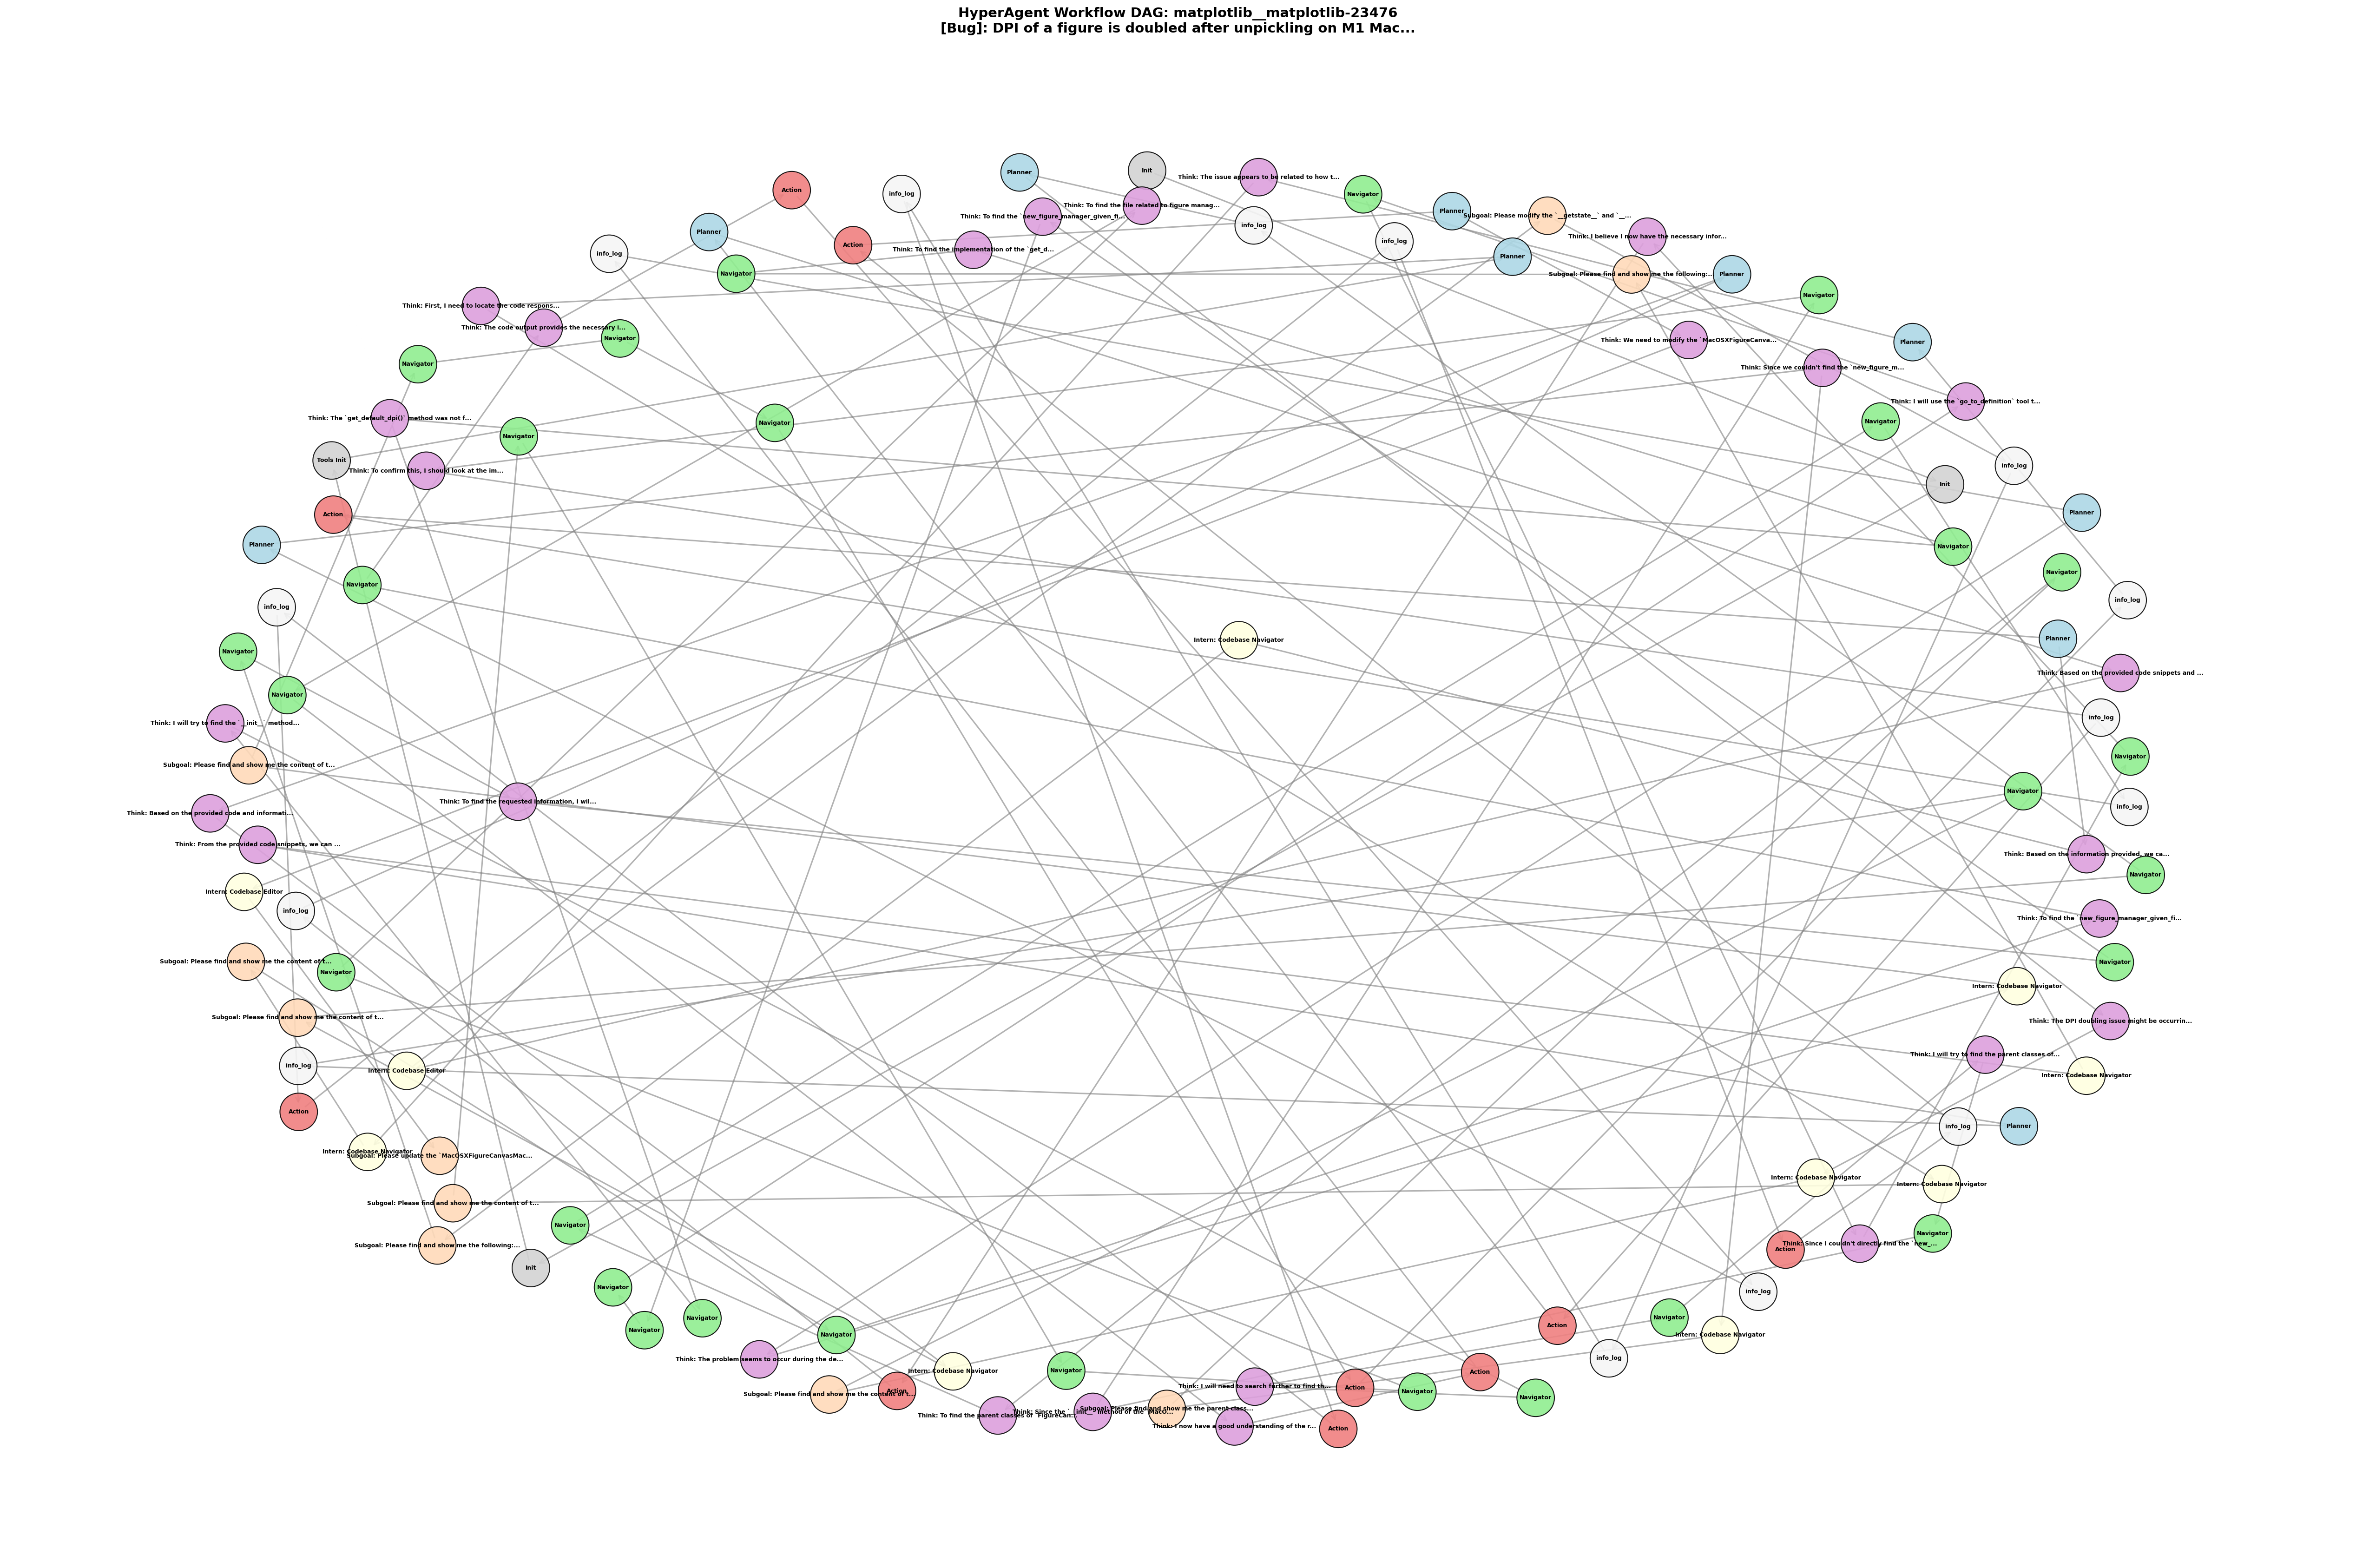 HyperAgent Workflow DAG: matplotlib__matplotlib-23476
[Bug]: DPI of a figure is doubled after unpickling on M1 Mac...
Planner
Init
Think: The issue appears to be related to how t...
Action
info_log
Navigator
Think: To find the file related to figure manag...
Think: To find the `new_figure_manager_given_fi...
Planner
Subgoal: Please modify the `__getstate__` and `__...
info_log
Planner
Think: I believe I now have the necessary infor...
info_log
Action
Think: To find the implementation of the `get_d...
info_log
Planner
Navigator
Subgoal: Please find and show me the following:...
Planner
Navigator
Think: First, I need to locate the code respons...
Think: The code output provides the necessary i...
Navigator
Think: We need to modify the `MacOSXFigureCanva...
Planner
Navigator
Think: Since we couldn't find the `new_figure_m...
Think: I will use the `go_to_definition` tool t...
Think: The `get_default_dpi()` method was not f...
Navigator
Navigator
Navigator
Tools Init
info_log
Think: To confirm this, I should look at the im...
Init
Action
Planner
Planner
Navigator
Navigator
Navigator
info_log
info_log
Planner
Intern: Codebase Navigator
Navigator
Think: Based on the provided code snippets and ...
Navigator
info_log
Think: I will try to find the `__init__` method...
Navigator
Subgoal: Please find and show me the content of t...
Navigator
Think: To find the requested information, I wil...
info_log
Think: Based on the provided code and informati...
Think: From the provided code snippets, we can ...
Think: Based on the information provided, we ca...
Navigator
Intern: Codebase Editor
info_log
Think: To find the `new_figure_manager_given_fi...
Subgoal: Please find and show me the content of t...
Navigator
Navigator
Intern: Codebase Navigator
Subgoal: Please find and show me the content of t...
Think: The DPI doubling issue might be occurrin...
Think: I will try to find the parent classes of...
info_log
Intern: Codebase Editor
Intern: Codebase Navigator
Action
info_log
Planner
Intern: Codebase Navigator
Subgoal: Please update the `MacOSXFigureCanvasMac...
Intern: Codebase Navigator
Intern: Codebase Navigator
Subgoal: Please find and show me the content of t...
Navigator
Navigator
Subgoal: Please find and show me the following:...
Think: Since I couldn't directly find the `new_...
Action
Init
Navigator
info_log
Navigator
Navigator
Action
Navigator
Navigator
Intern: Codebase Navigator
Think: The problem seems to occur during the de...
info_log
Intern: Codebase Navigator
Navigator
Action
Think: I will need to search further to find th...
Action
Action
Navigator
Subgoal: Please find and show me the content of t...
Navigator
Subgoal: Please find and show me the parent class...
Think: Since the `__init__` method of the `MacO...
Think: To find the parent classes of `FigureCan...
Think: I now have a good understanding of the r...
Action